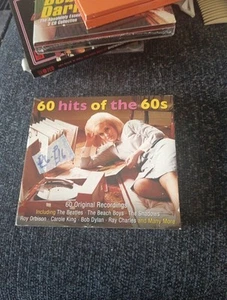 60 hits of the 60s
60 Original Recordings
Including The Beatles · The Beach Boys · The Shadows
Roy Orbison · Carole King · Bob Dylan · Ray Charles and Many More